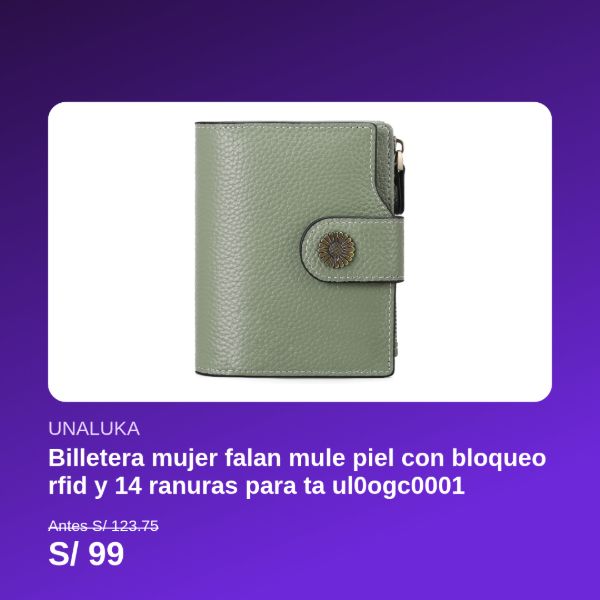 UNALUKA
Billetera mujer falan mule piel con bloqueo
rfid y 14 ranuras para ta ul0ogc0001
Antes S/ 123.75
S/ 99